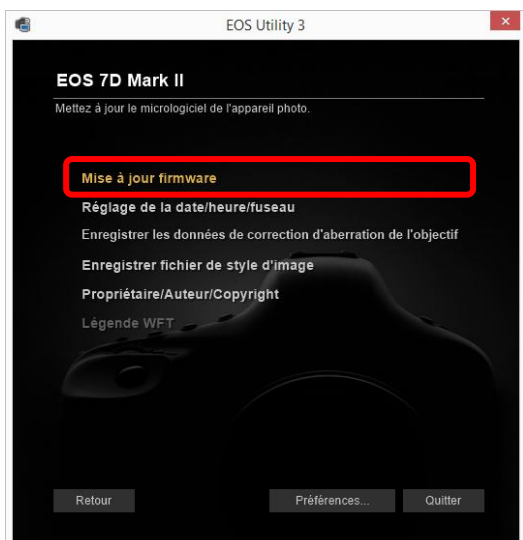 EOS Utility 3
EOS 7D Mark II
Mettez à jour le micrologiciel de l'appareil photo.
Mise à jour firmware
Réglage de la date/heure/fuseau
Enregistrer les données de correction d'aberration de l'objectif
Enregistrer fichier de style d'image
Propriétaire/Auteur/Copyright
Légende WFT
Retour Préférences... Quitter